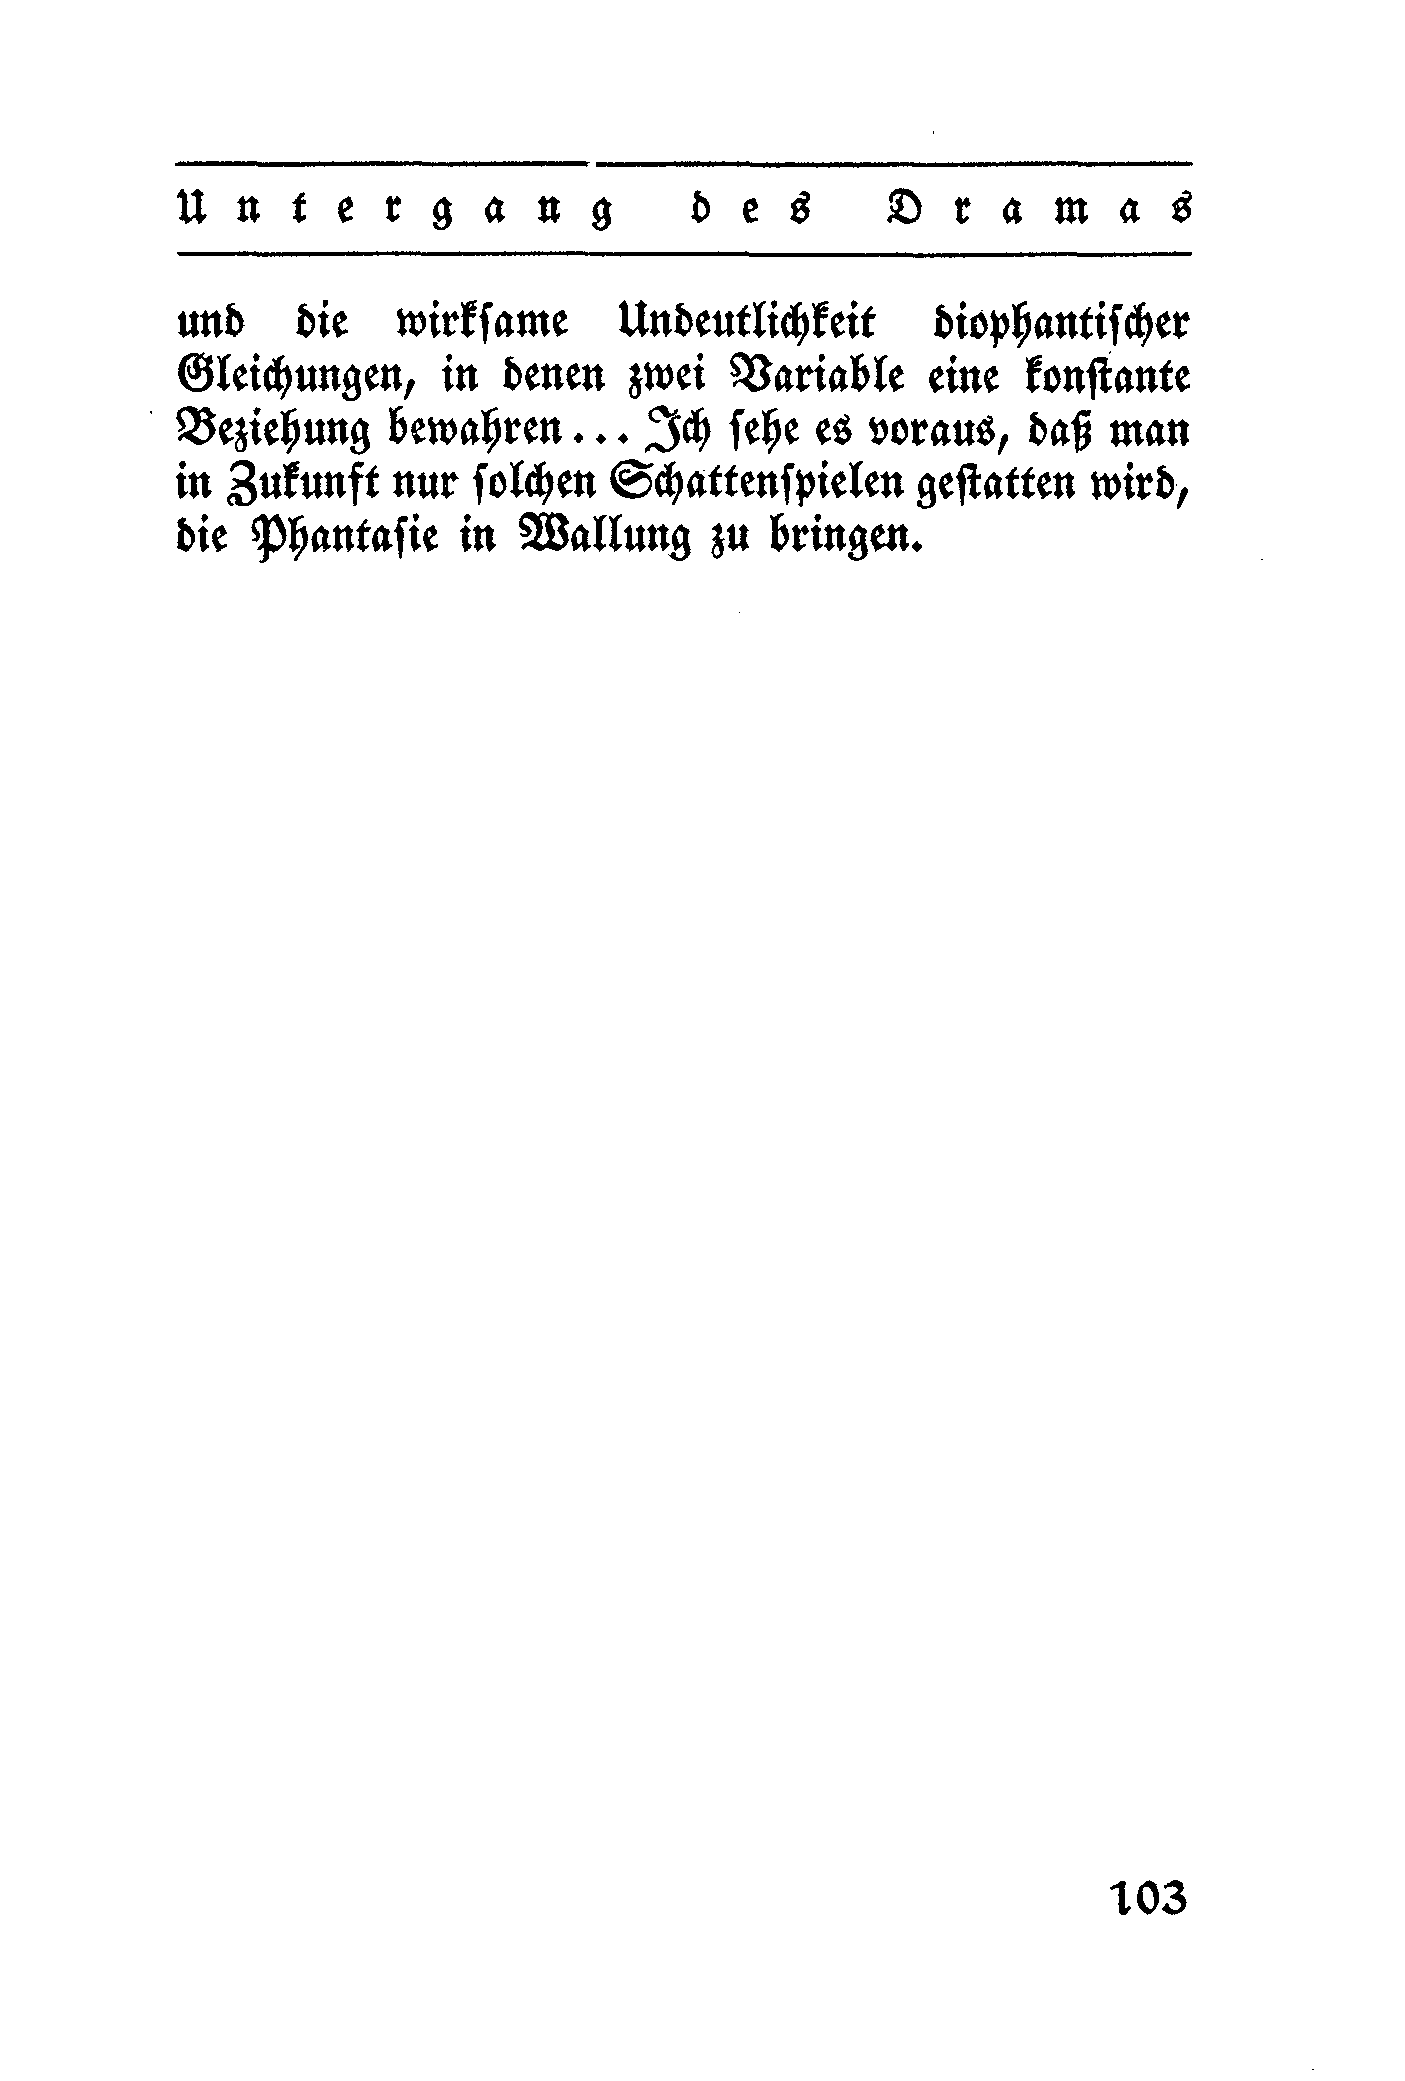 Untergang des Dramas
und die wirksame Undeutlichkeit diophantischer
Gleichungen, in denen zwei Variable eine konstante
Beziehung bewahren... Ich sehe es voraus, daß man
in Zukunft nur solchen Schattenspielen gestatten wird,
die Phantasie in Wallung zu bringen.
103